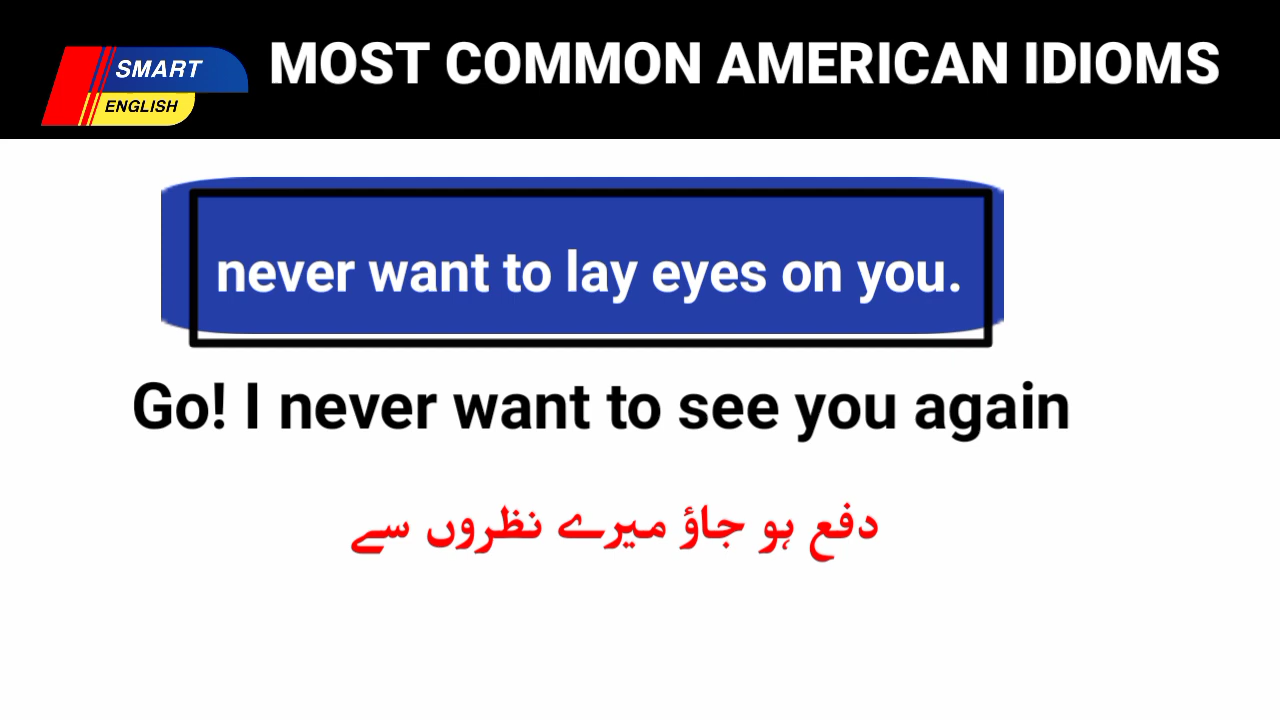 SMART
ENGLISH
MOST COMMON AMERICAN IDIOMS
never want to lay eyes on you.
Go! I never want to see you again
دفع ہو جاؤ میرے نظروں سے